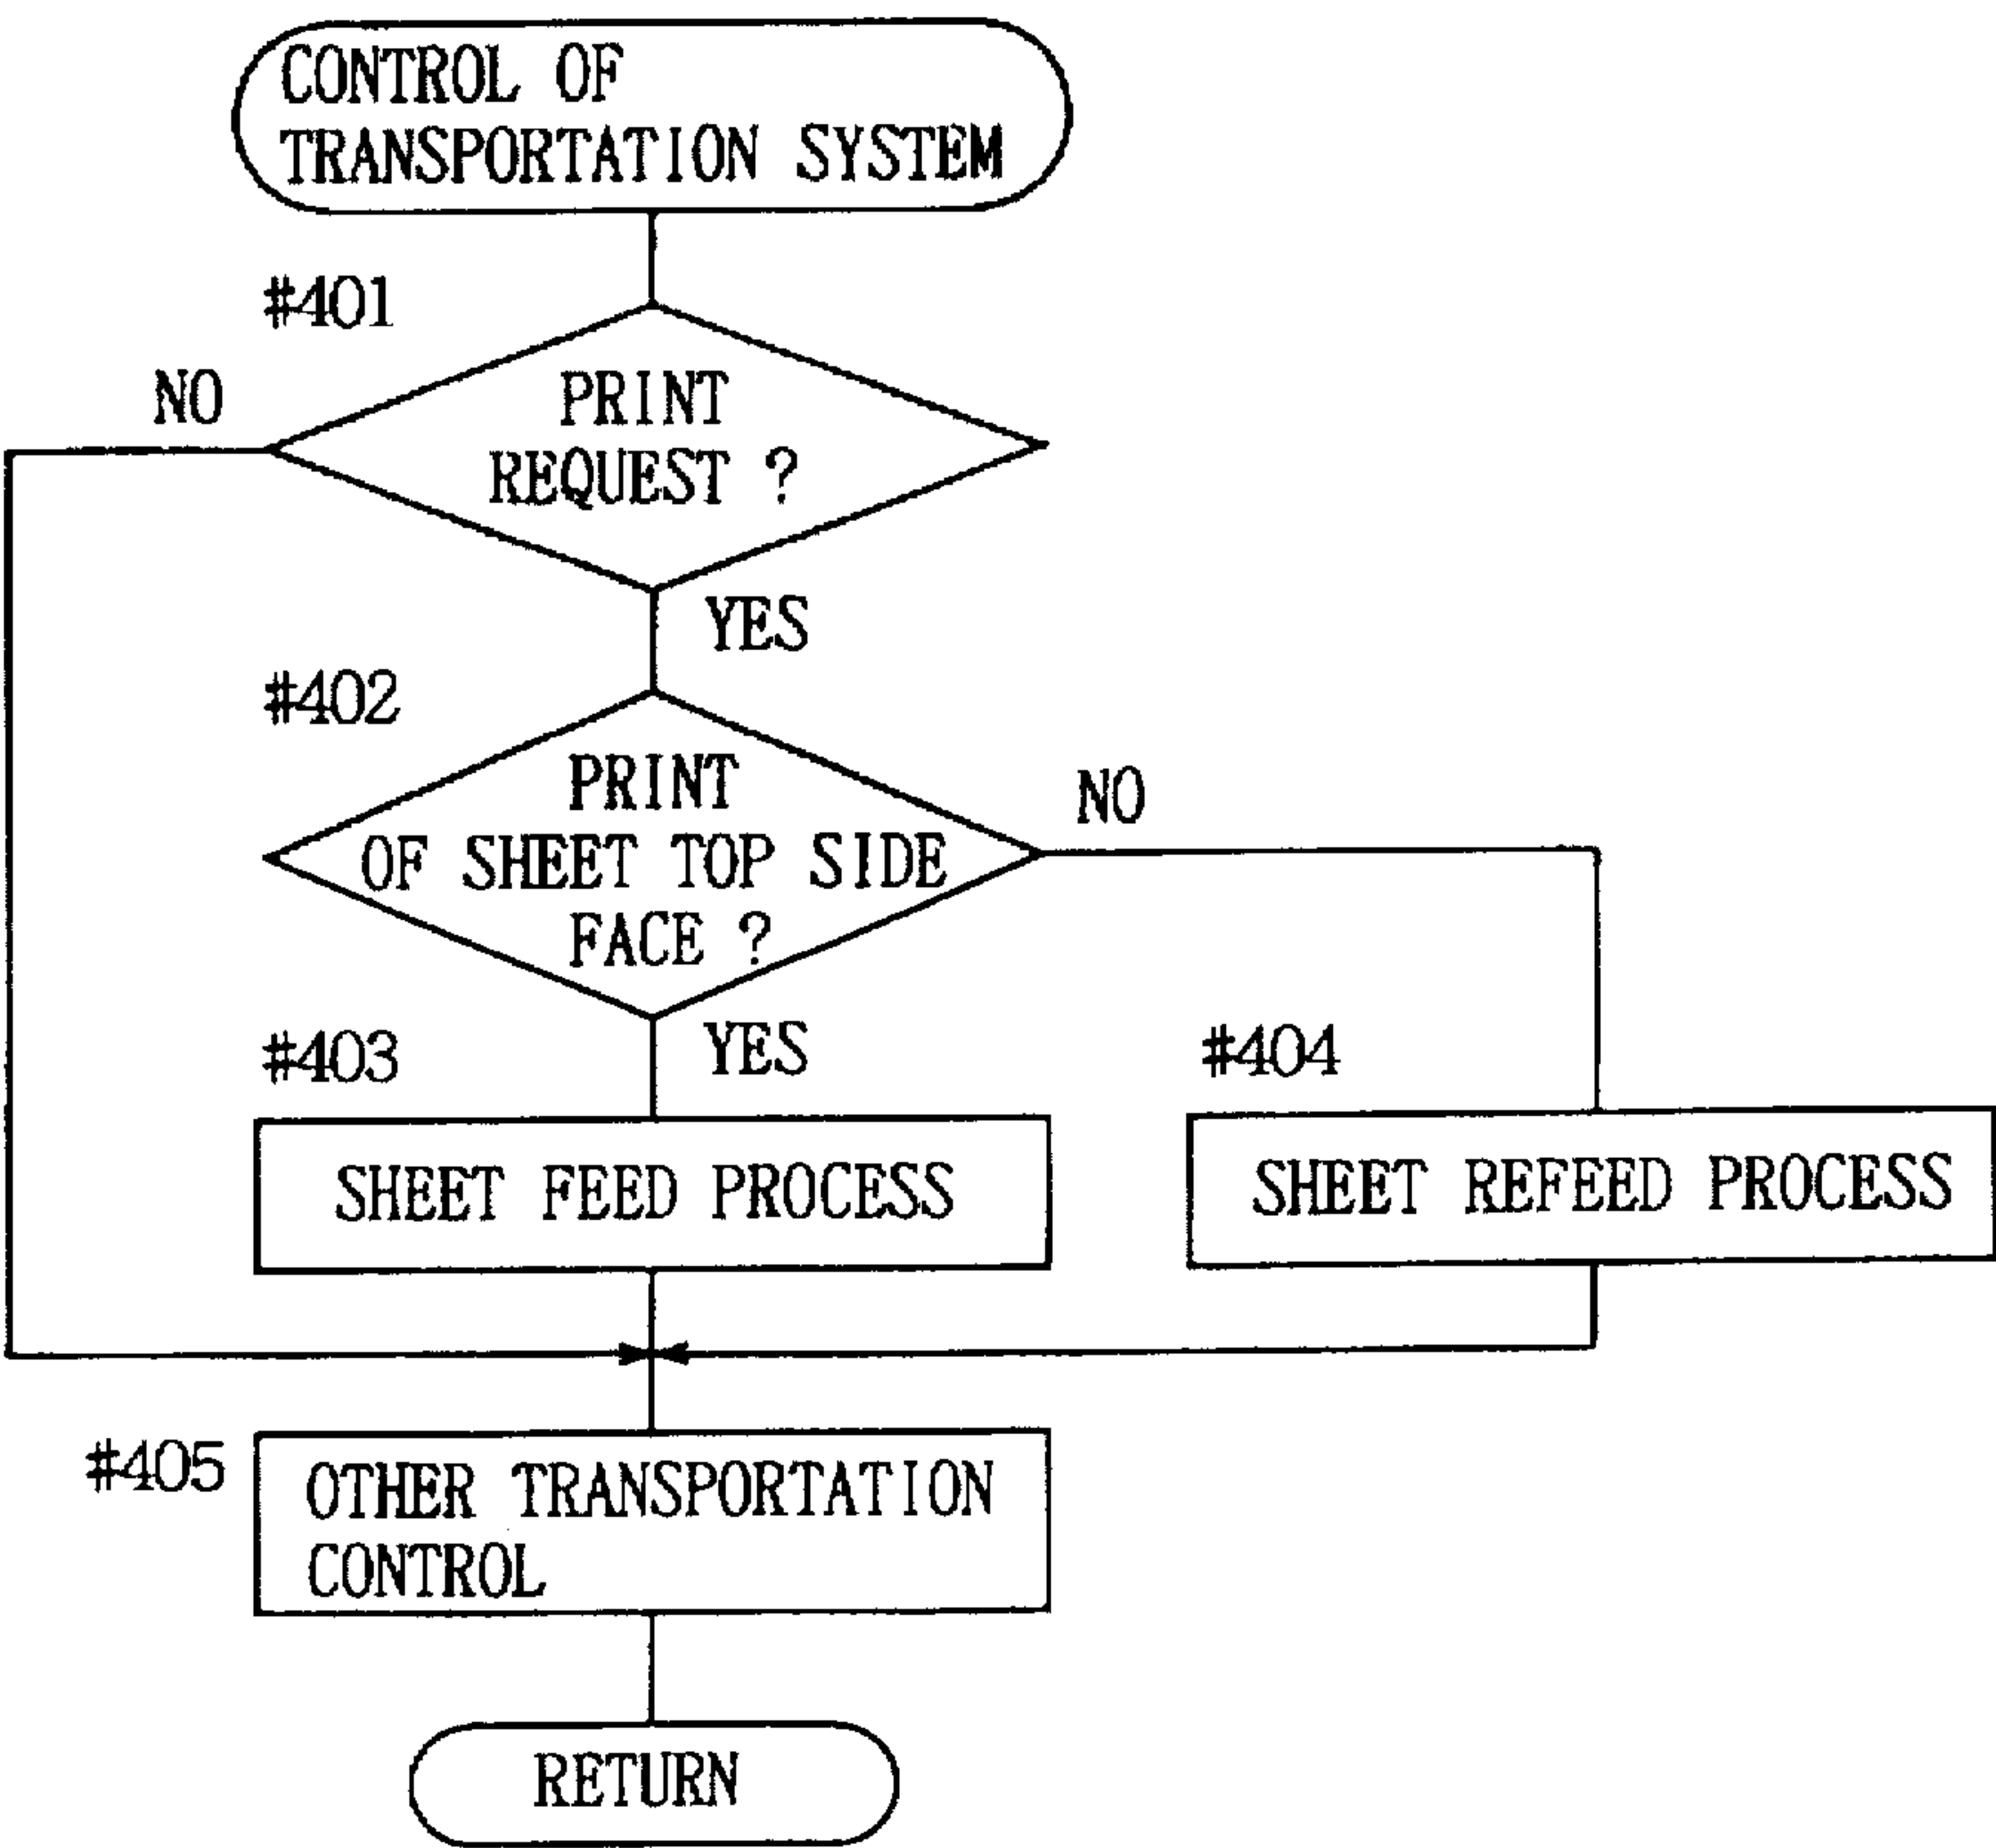 CONTROL OF
TRANSPORTATION SYSTEM
#401
NO
PRINT
REQUEST ?
YES
#402
PRINT
OF SHEET TOP SIDE
FACE ?
NO
YES
#403
#404
SHEET FEED PROCESS
SHEET REFEED PROCESS
#405
OTHER TRANSPORTATION
CONTROL
RETURN